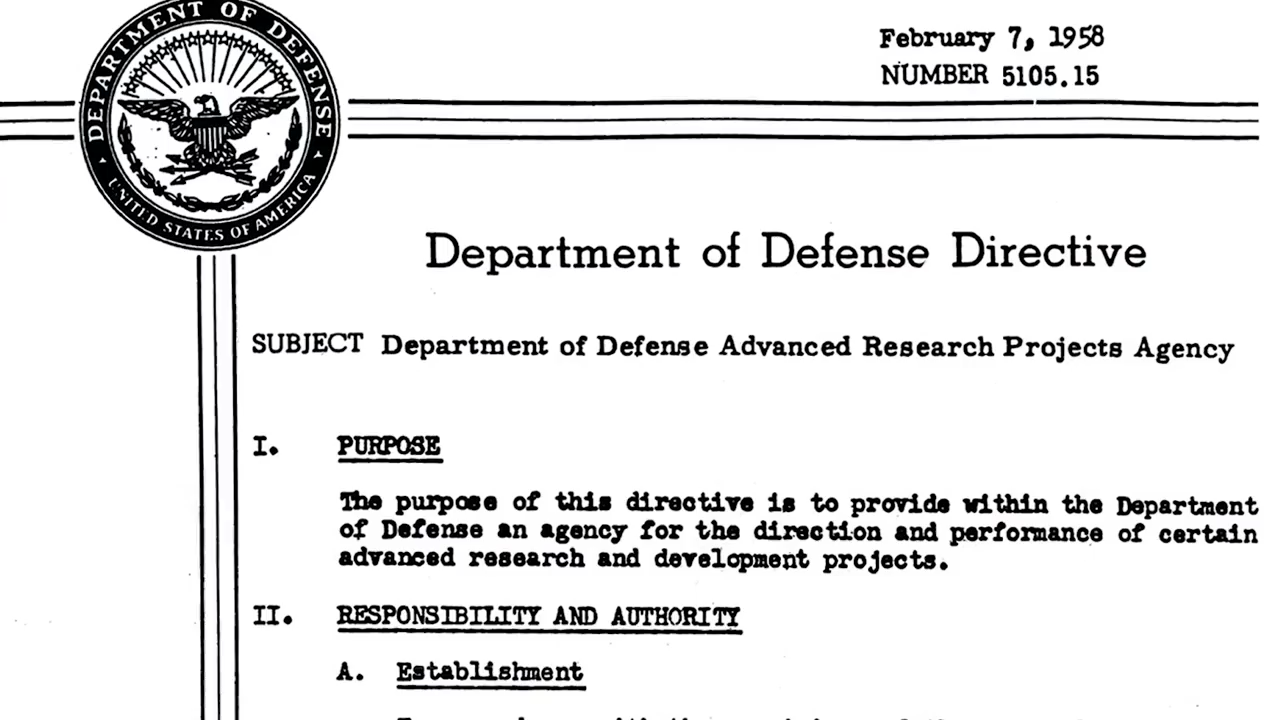 DEPARTMENT OF DEFENSE
UNITED STATES OF AMERICA
February 7, 1958
NUMBER 5105.15
Department of Defense Directive
SUBJECT Department of Defense Advanced Research Projects Agency
I. PURPOSE
The purpose of this directive is to provide within the Department
of Defense an agency for the direction and performance of certain
advanced research and development projects.
II. RESPONSIBILITY AND AUTHORITY
A. Establishment